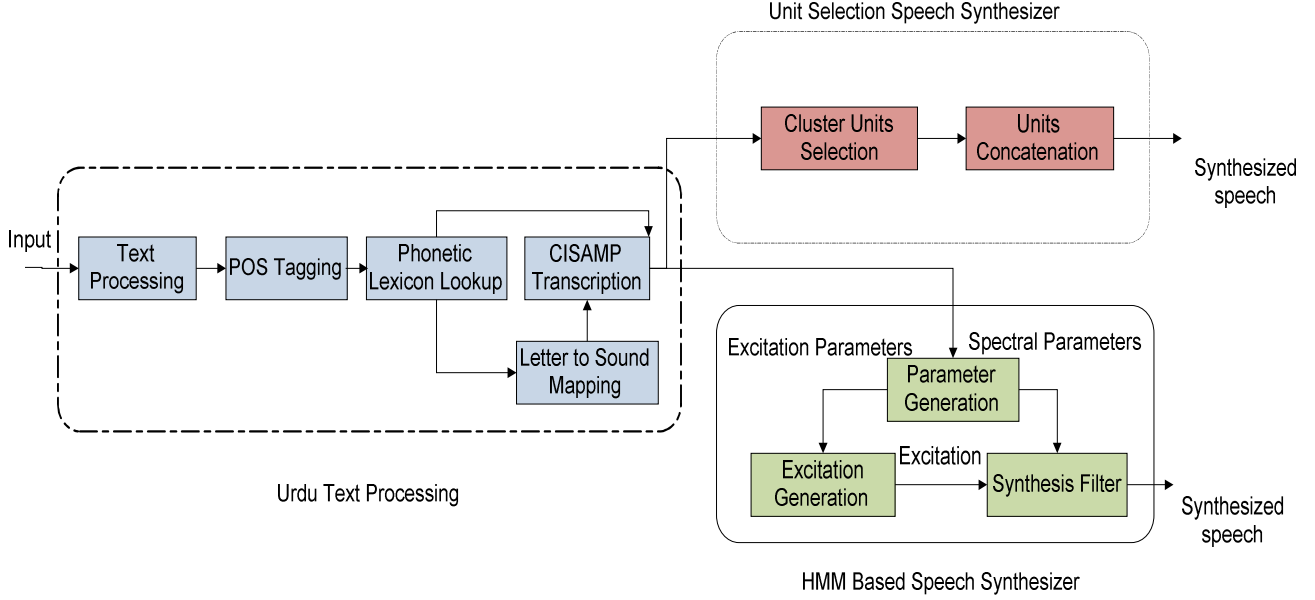 Unit Selection Speech Synthesizer
Cluster Units
Selection
Units
Concatenation
Synthesized
speech
Input
Text
Processing
POS Tagging
Phonetic
Lexicon Lookup
CISAMP
Transcription
Letter to Sound
Mapping
Urdu Text Processing
Excitation Parameters
Spectral Parameters
Parameter
Generation
Excitation
Generation
Excitation
Synthesis Filter
Synthesized
speech
HMM Based Speech Synthesizer